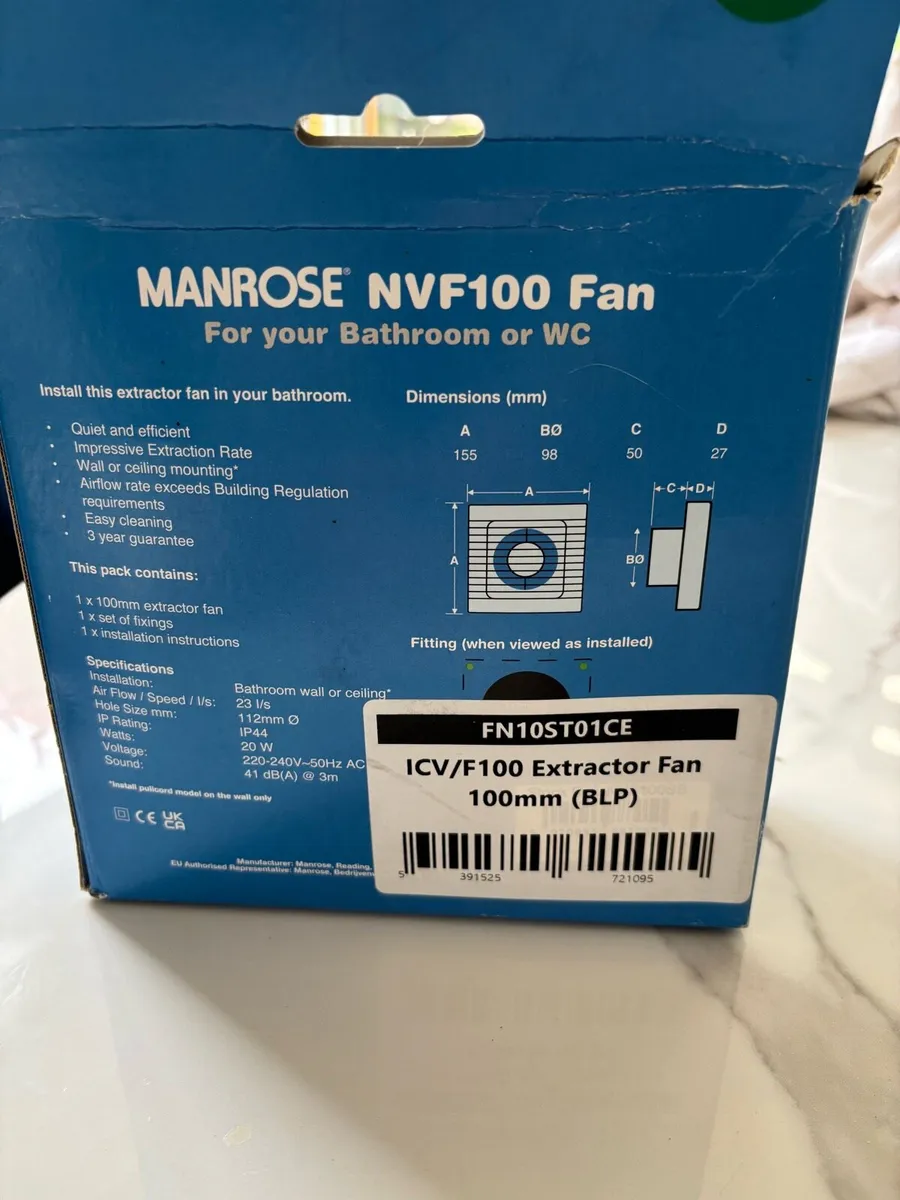 MANROSE® NVF100 Fan
For your Bathroom or WC
Install this extractor fan in your bathroom.
• Quiet and efficient
• Impressive Extraction Rate
• Wall or ceiling mounting*
• Airflow rate exceeds Building Regulation
requirements
• Easy cleaning
• 3 year guarantee
This pack contains:
1 x 100mm extractor fan
1 x set of fixings
1 x installation instructions
Specifications
Installation: Bathroom wall or ceiling*
Air Flow / Speed / l/s: 23 l/s
Hole Size mm: 112mm Ø
IP Rating: IP44
Watts: 20 W
Voltage: 220-240V~50Hz AC
Sound: 41 dB(A) @ 3m
*Install pullcord model on the wall only
CE UK
CA
Manufacturer: Manrose, Reading,
EU Authorised Representative: Manrose,
Dimensions (mm)
A BØ C D
155 98 50 27
A C D
A BØ
Fitting (when viewed as installed)
FN10ST01CE
ICV/F100 Extractor Fan
100mm (BLP)
5 391525 721095